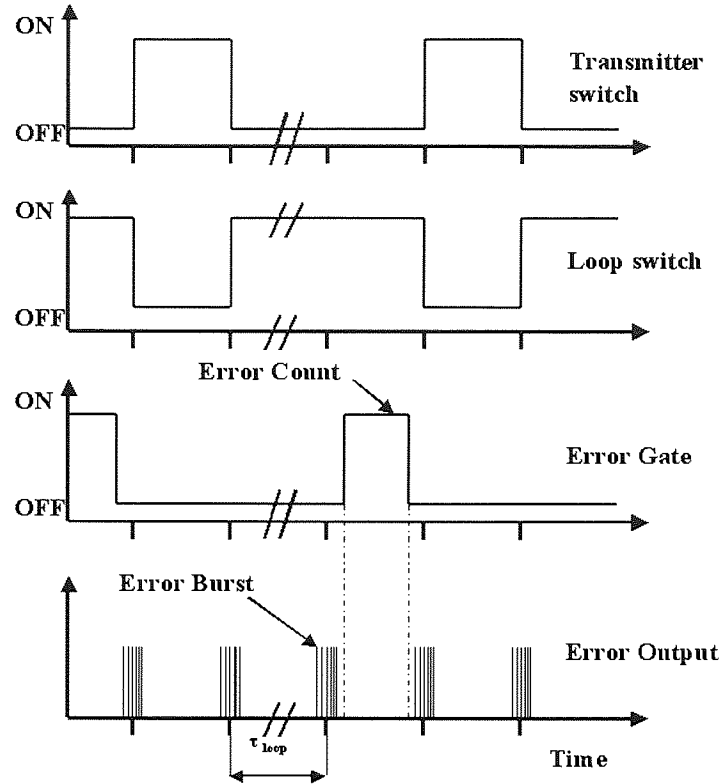 ON
Transmitter
switch
OFF
ON
Loop switch
OFF
Error Count
ON
Error Gate
OFF
Error Burst
Error Output
τ loop
Time